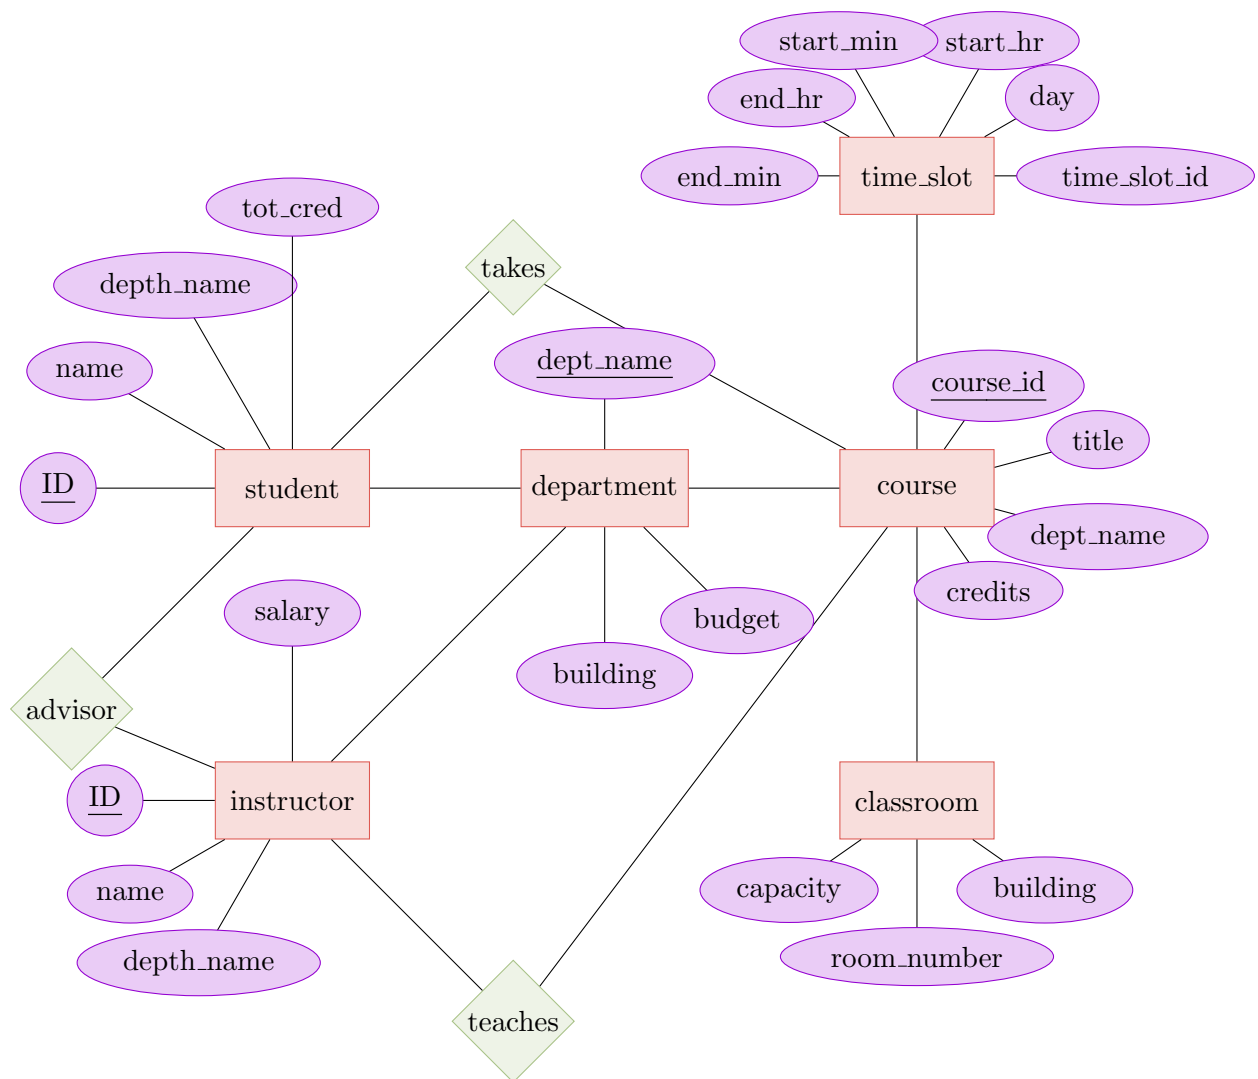 start_min
start_hr
end_hr
day
end_min
time_slot
time_slot_id
tot_cred
takes
depth_name
name
dept_name
course_id
title
ID
student
department
course
dept_name
credits
salary
budget
building
advisor
ID
instructor
classroom
name
capacity
building
depth_name
room_number
teaches